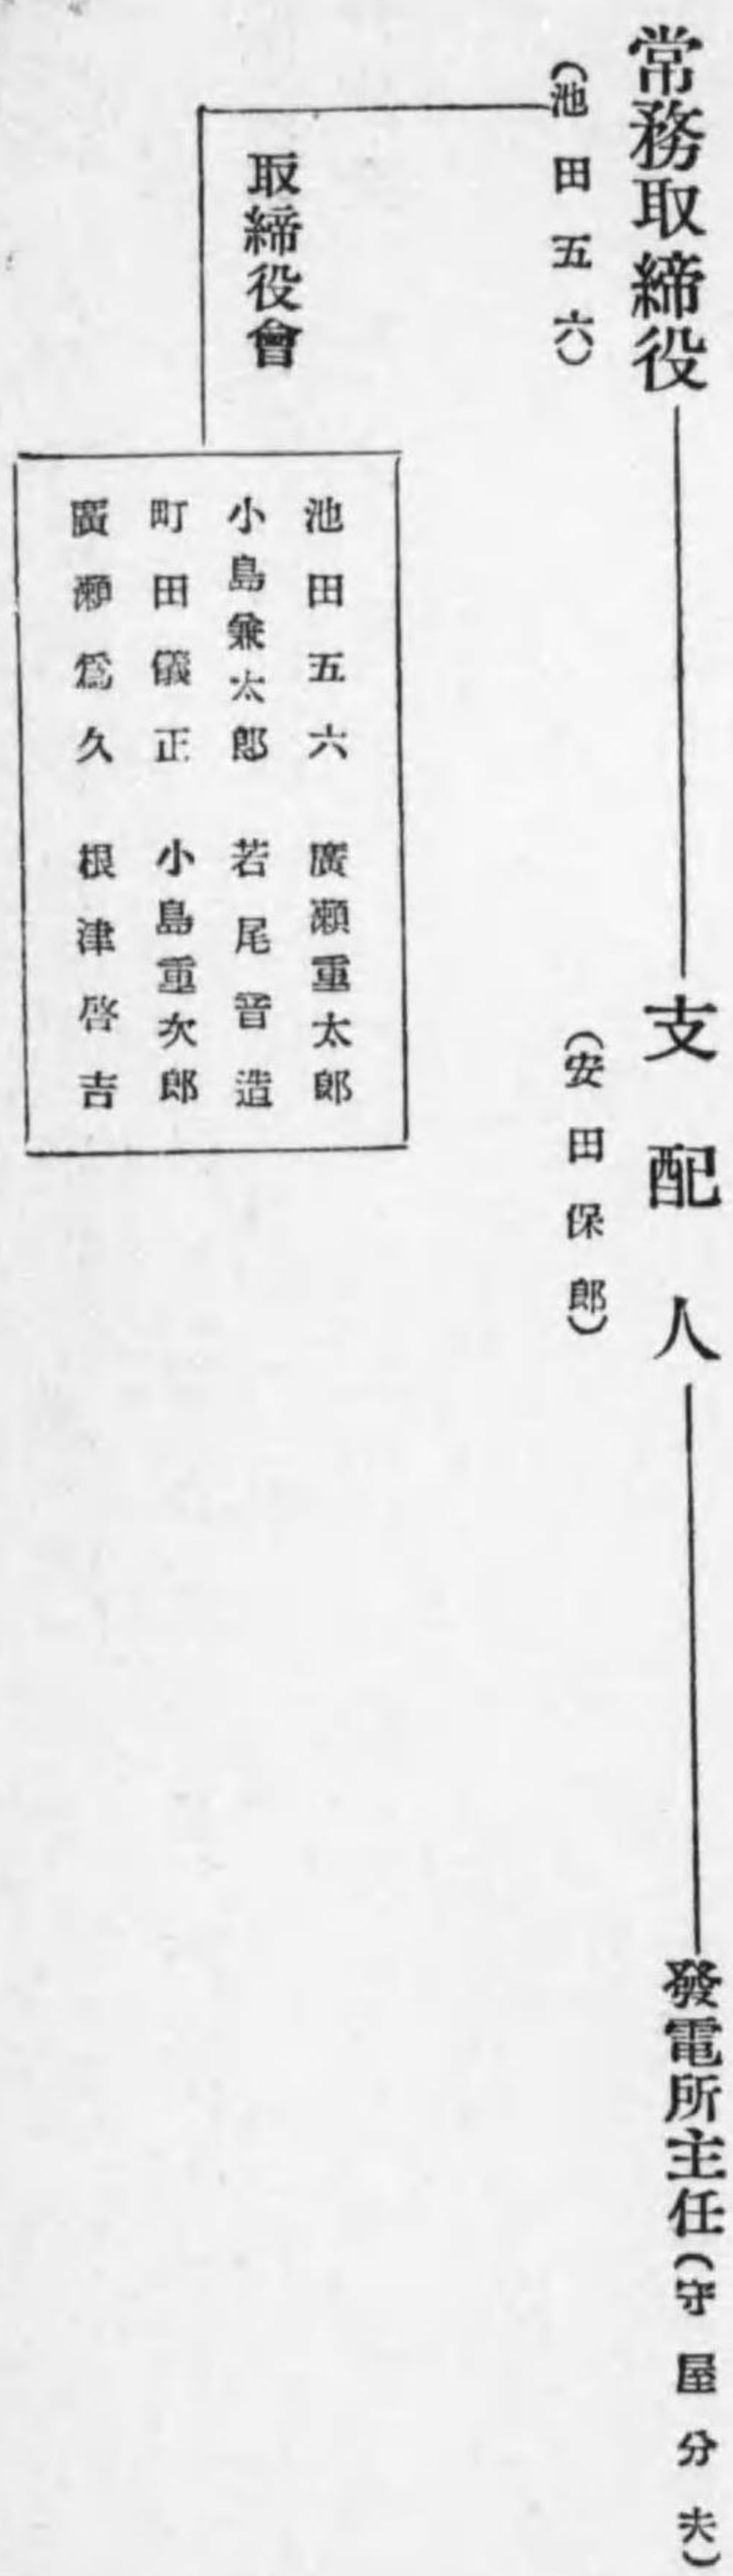 常務取締役
(池田五六)
支配人
(安田保郎)
發電所主任(守屋分夫)
取締役會
池田五六　廣瀬重太郎
小島兼太郎　若尾音造
町田儀正　小島重次郎
廣瀬爲久　根津啓吉